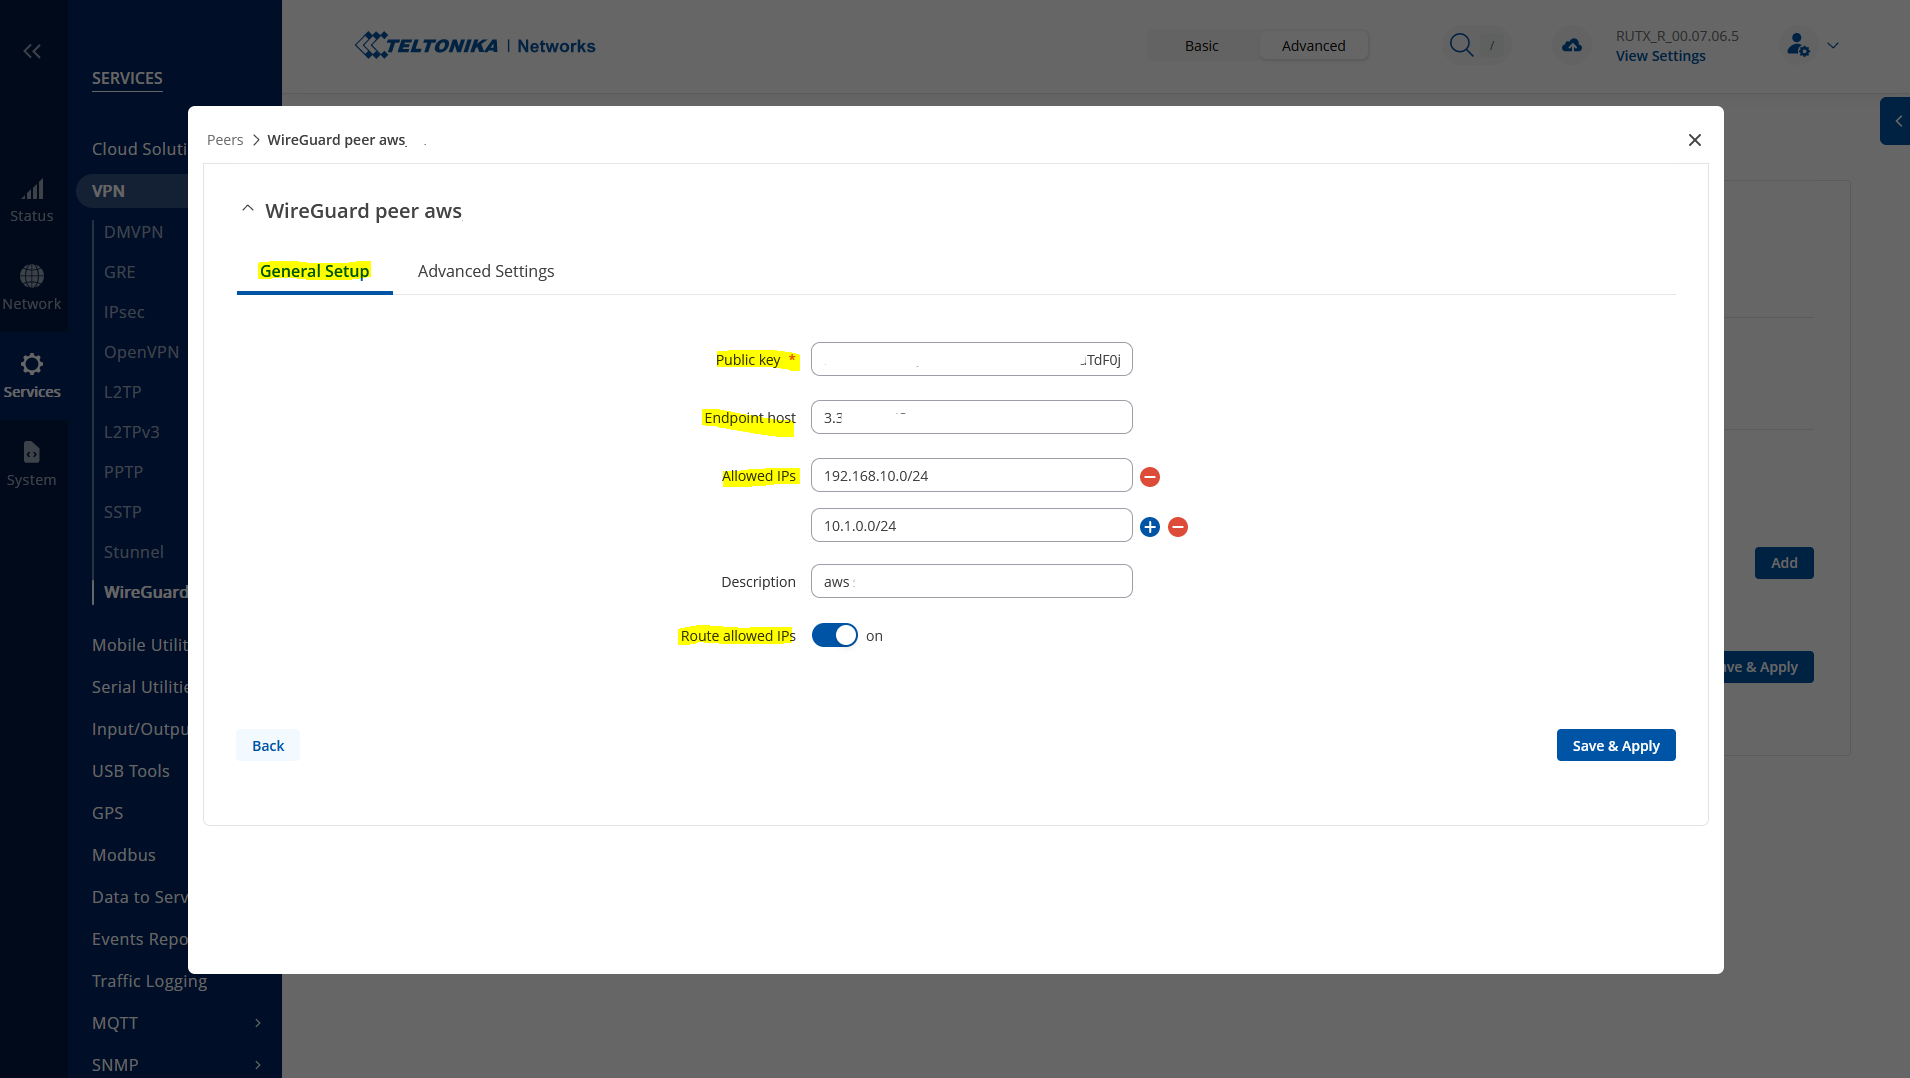 TELTONIKA | Networks
Basic
Advanced
/
RUTX_R_00.07.06.5
View Settings
SERVICES
Cloud Soluti
VPN
DMVPN
GRE
IPsec
OpenVPN
L2TP
L2TPv3
PPTP
SSTP
Stunnel
WireGuard
Mobile Utilit
Serial Utilitie
Input/Outpu
USB Tools
GPS
Modbus
Data to Serv
Events Repo
Traffic Logging
MQTT
SNMP
Status
Network
Services
System
Peers > WireGuard peer aws
WireGuard peer aws
General Setup
Advanced Settings
Public key * TdF0j
Endpoint host 3.3
Allowed IPs 192.168.10.0/24
10.1.0.0/24
Description aws
Route allowed IPs on
Back
Save & Apply
Add
ve & Apply